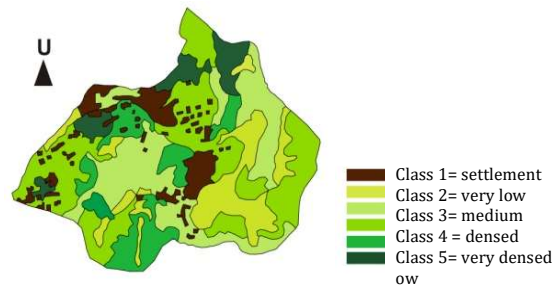 U
Class 1= settlement
Class 2= very low
Class 3= medium
Class 4 = densed
Class 5= very densed
ow